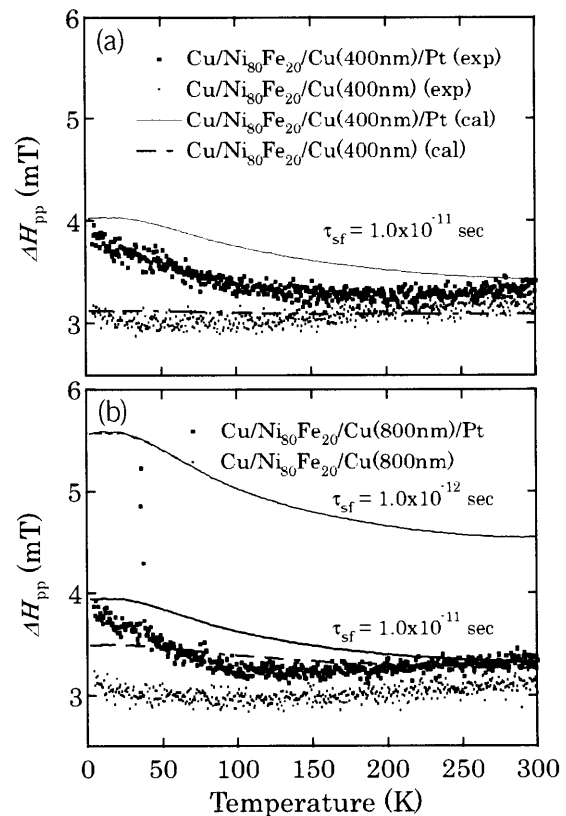 (a)
Cu/Ni₈₀Fe₂₀/Cu(400nm)/Pt (exp)
Cu/Ni₈₀Fe₂₀/Cu(400nm) (exp)
Cu/Ni₈₀Fe₂₀/Cu(400nm)/Pt (cal)
Cu/Ni₈₀Fe₂₀/Cu(400nm) (cal)
τsf = 1.0x10⁻¹¹ sec
6
5
4
3
ΔHpp (mT)
(b)
Cu/Ni₈₀Fe₂₀/Cu(800nm)/Pt
Cu/Ni₈₀Fe₂₀/Cu(800nm)
τsf = 1.0x10⁻¹² sec
τsf = 1.0x10⁻¹¹ sec
6
5
4
3
ΔHpp (mT)
0 50 100 150 200 250 300
Temperature (K)